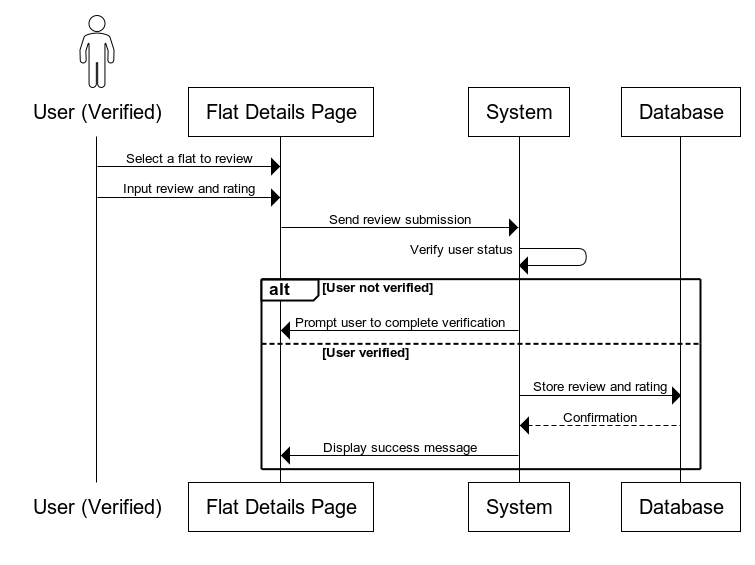 User (Verified)
Flat Details Page
System
Database
Select a flat to review
Input review and rating
Send review submission
Verify user status
alt
[User not verified]
Prompt user to complete verification
[User verified]
Store review and rating
Confirmation
Display success message
User (Verified)
Flat Details Page
System
Database